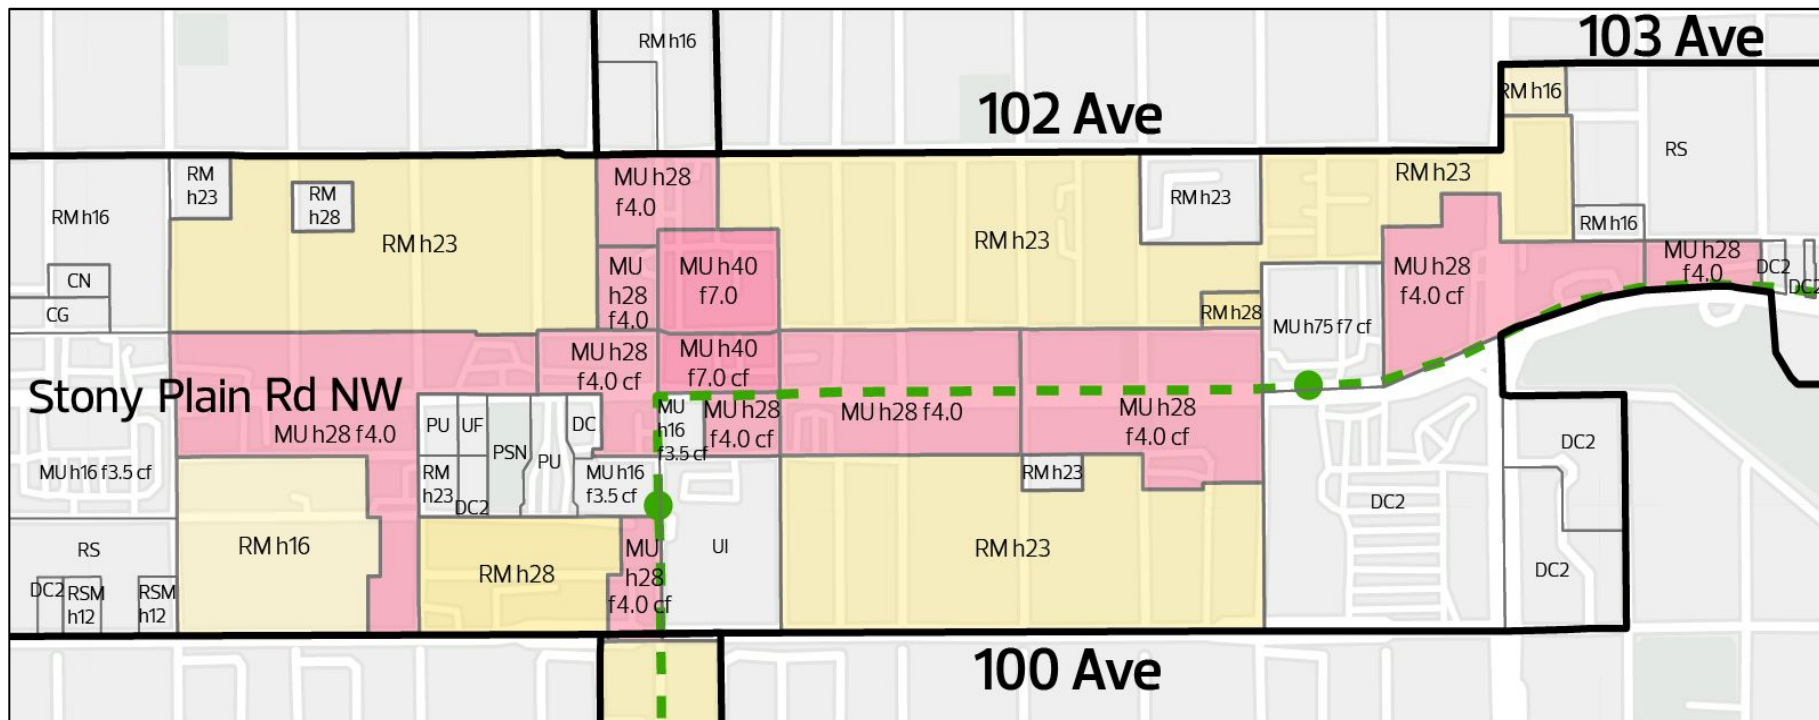 103 Ave
RM h16
102 Ave
RM h16
RS
RM
h23
RM
h28
RM h16
RM h23
MU h28
f4.0
RM h23
RM h23
RM h23
RM h16
CN
CG
MU
h28
f4.0
MU h40
f7.0
RM h28
MU h75 f7 cf
MU h28
f4.0 cf
MU h28
f4.0
DC2
DC2
MU h28
f4.0 cf
MU h40
f7.0 cf
Stony Plain Rd NW
MU h28 f4.0
MU h16 f3.5 cf
PU
UF
PSN
PU
DC
RM
h23
DC2
MU h16
f3.5 cf
MU
h16
f3.5 cf
MU h28
f4.0 cf
MU h28 f4.0
MU h28
f4.0 cf
RM h23
DC2
DC2
DC2
RS
DC2
RSM
h12
RSM
h12
RM h16
RM h28
MU
h28
f4.0 cf
UI
RM h23
100 Ave